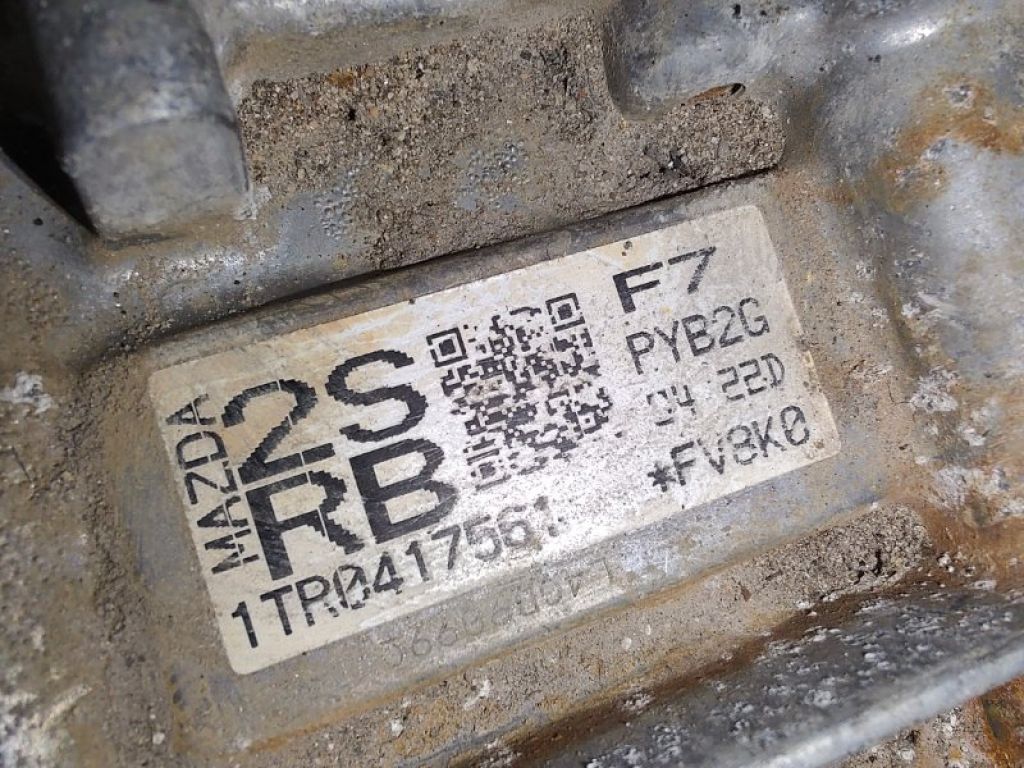 MAZDA
2S
RB
1TR0417561
F7
PYB2G
04 22D
*FV8K0